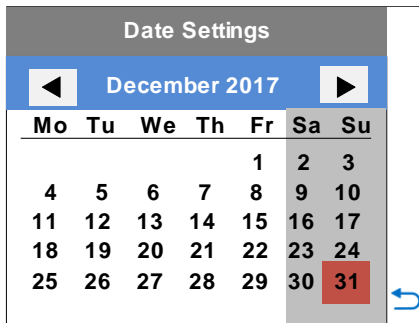 Date Settings
December 2017
Mo Tu We Th Fr Sa Su
1 2 3
4 5 6 7 8 9 10
11 12 13 14 15 16 17
18 19 20 21 22 23 24
25 26 27 28 29 30 31